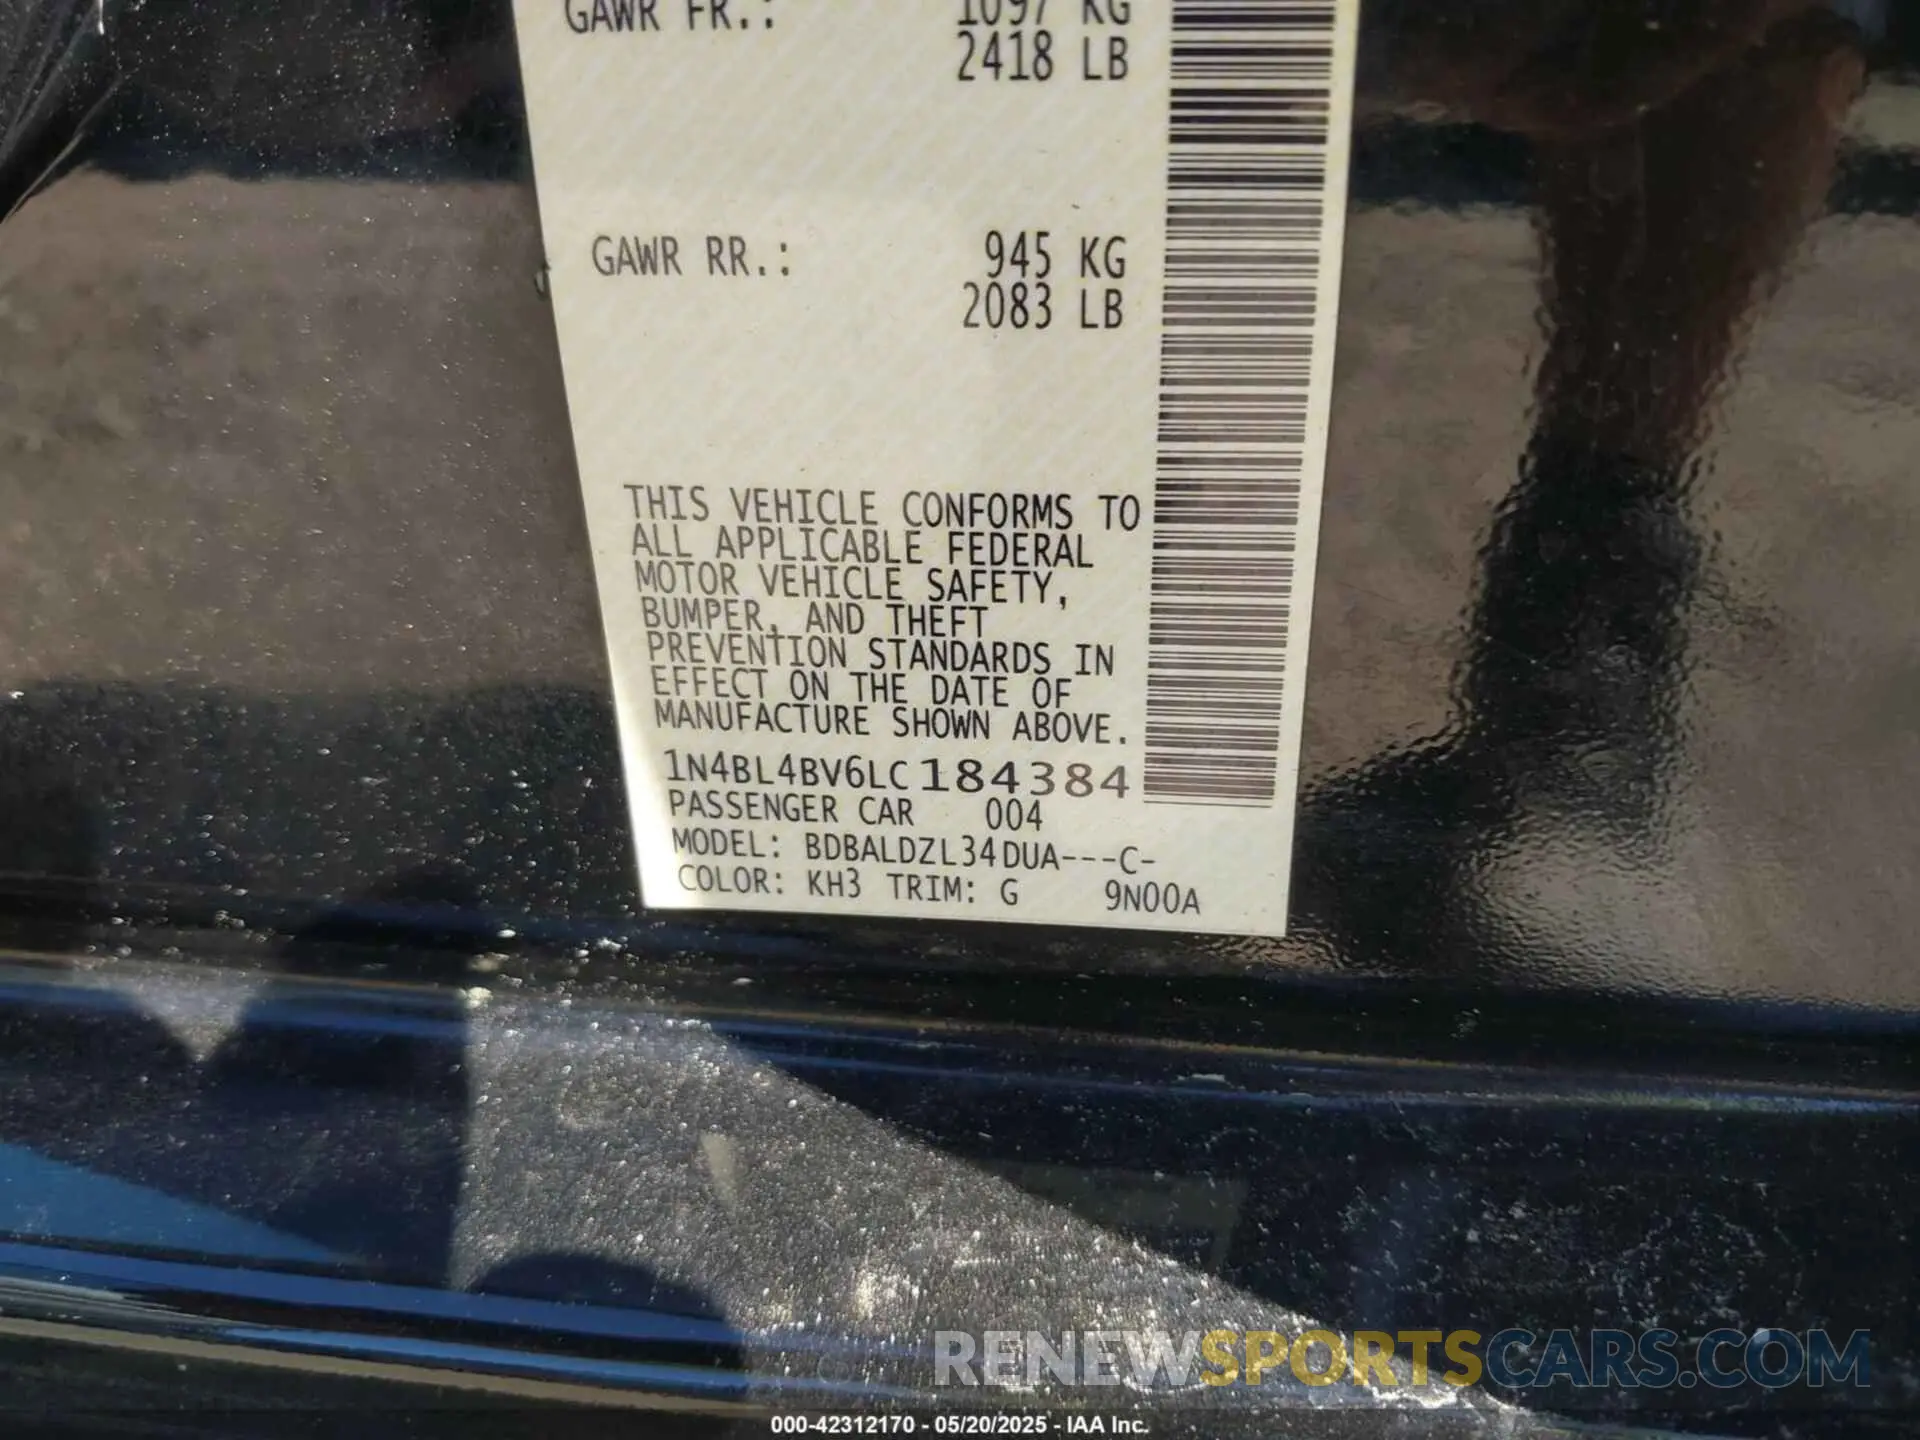 GAWR FR.: 1097 KG
2418 LB
GAWR RR.: 945 KG
2083 LB
THIS VEHICLE CONFORMS TO
ALL APPLICABLE FEDERAL
MOTOR VEHICLE SAFETY,
BUMPER, AND THEFT
PREVENTION STANDARDS IN
EFFECT ON THE DATE OF
MANUFACTURE SHOWN ABOVE.
1N4BL4BV6LC184384
PASSENGER CAR 004
MODEL: BDBALDZL34DUA---C-
COLOR: KH3 TRIM: G 9N00A
RENEWSPORTSCARS.COM
000-42312170 - 05/20/2025 - IAA Inc.